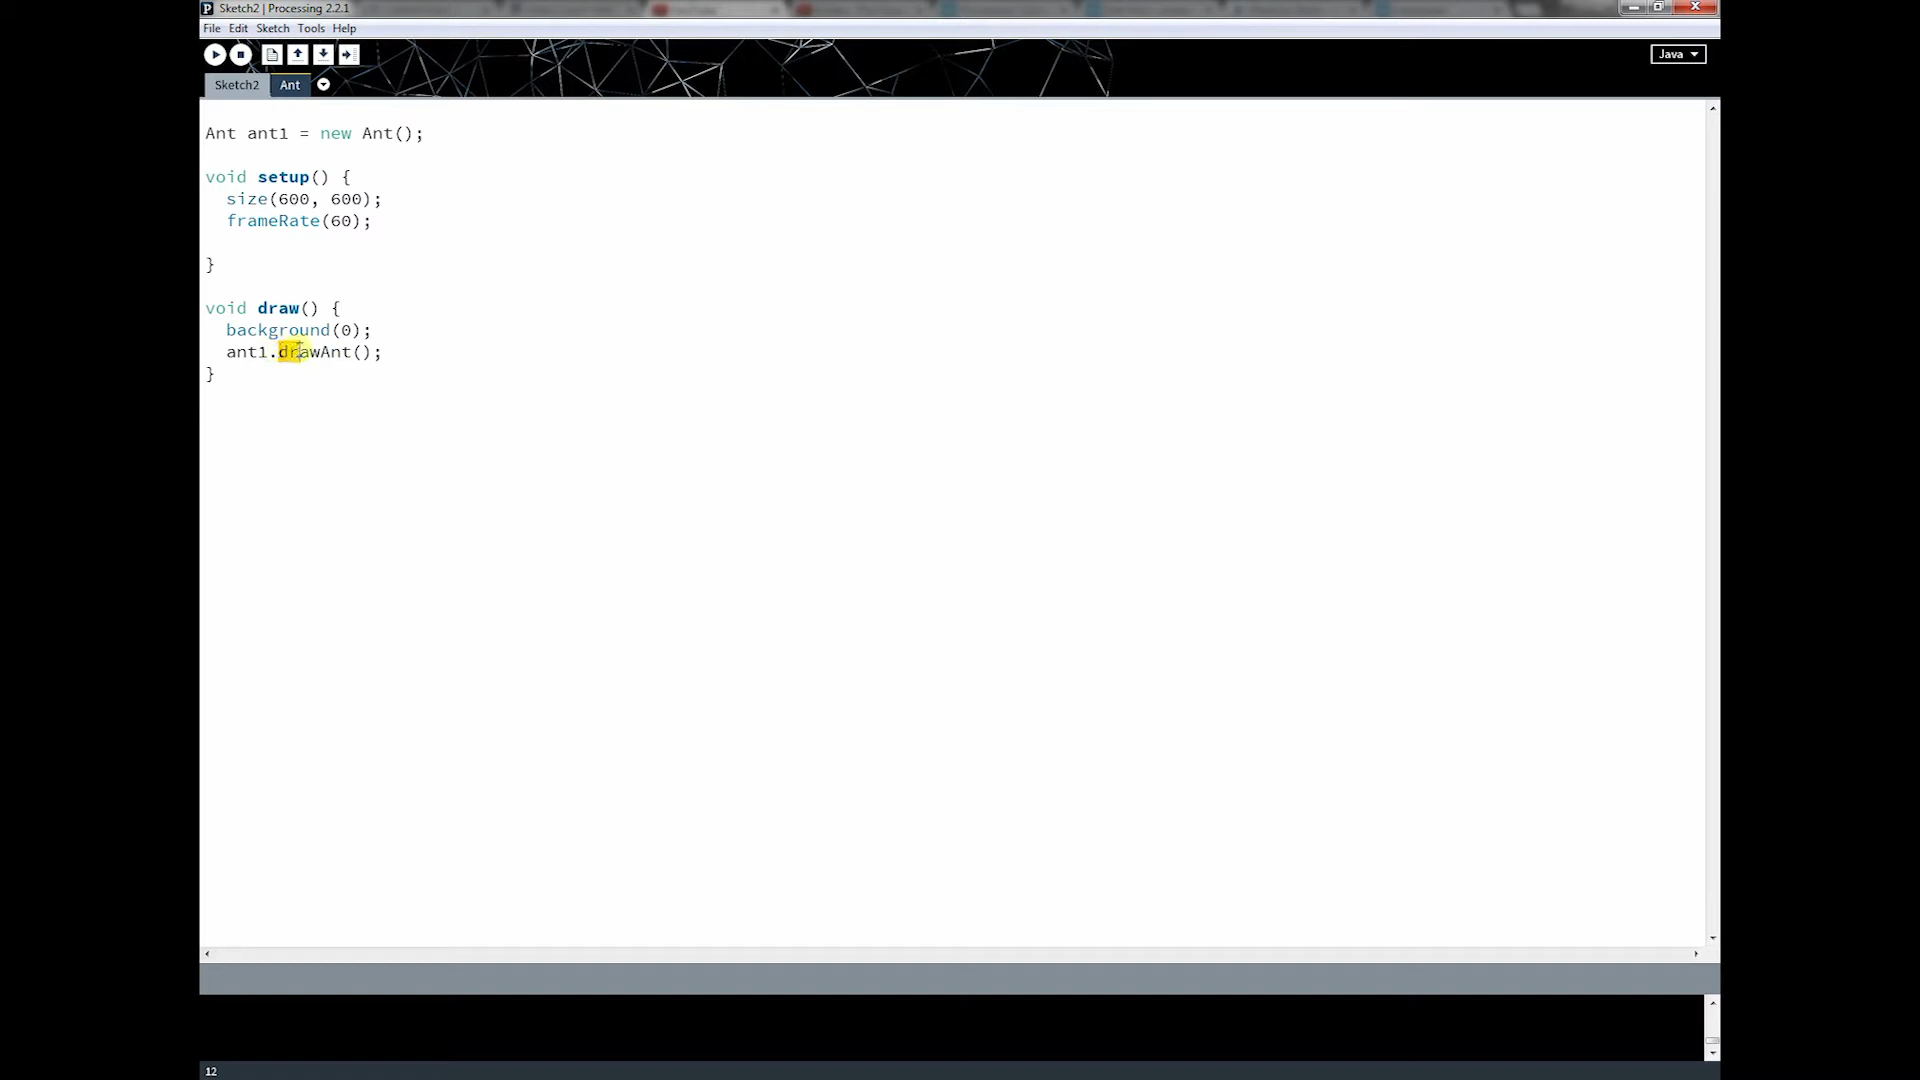 Sketch2 | Processing 2.2.1
File Edit Sketch Tools Help
Java
Sketch2 Ant
Ant ant1 = new Ant();
void setup() {
size(600, 600);
frameRate(60);
}
void draw() {
background(0);
ant1.drawAnt();
}
12